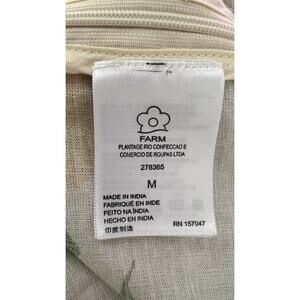 FARM
PLANTAGE RIO CONFECCAO E
COMERCIO DE ROUPAS LTDA
278365
M
MADE IN INDIA
FABRIQUÉ EN INDE
FEITO NA ÍNDIA
HECHO EN INDIA
印度制造
RN 157047